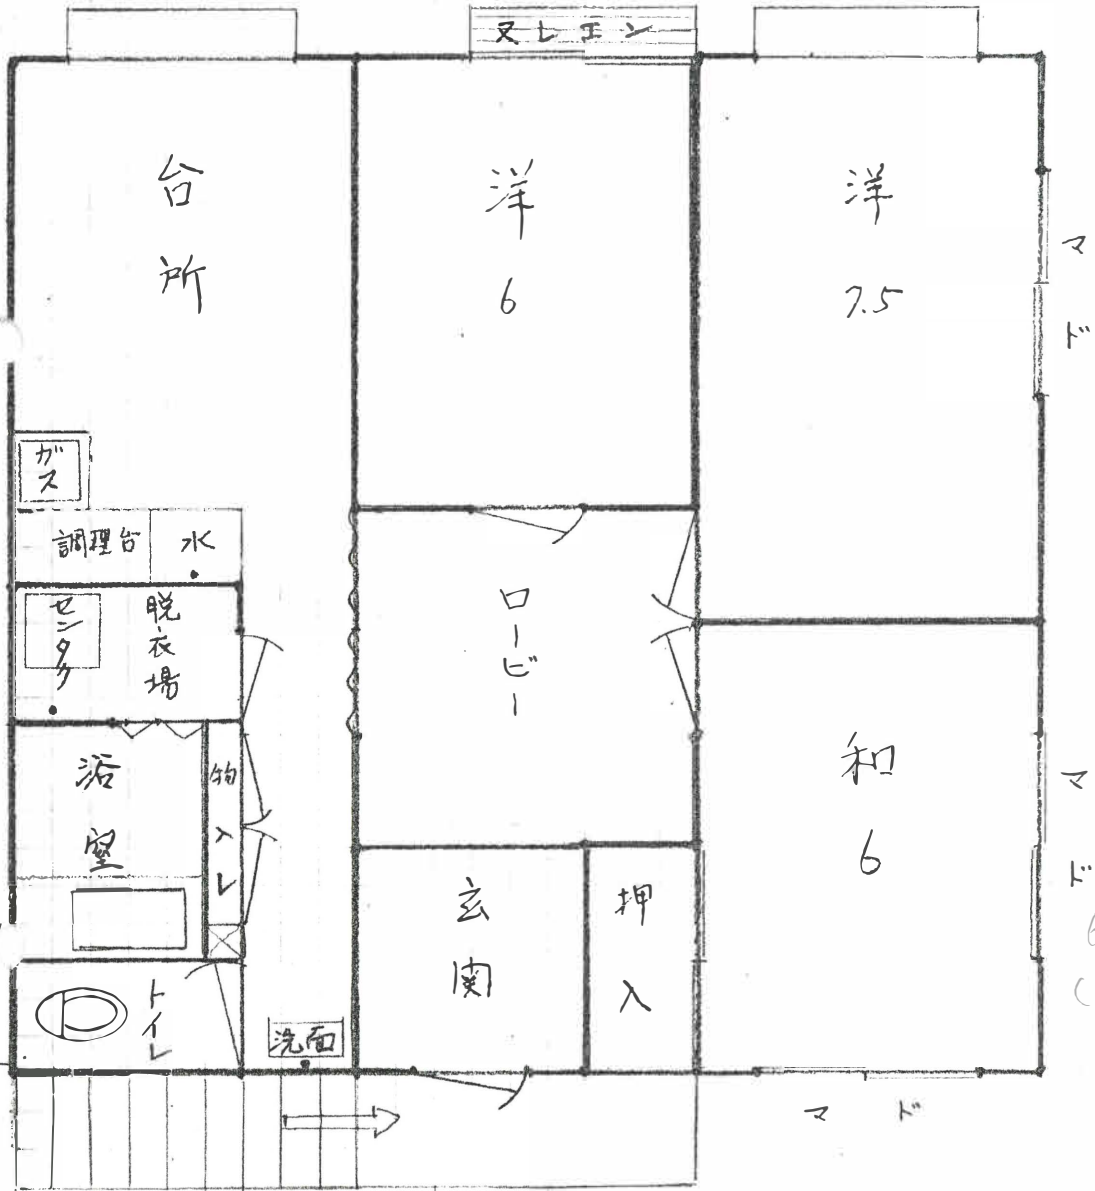 ヌレエン
台所
洋
6
洋
7.5
マド
ガス
調理台
水
センタク
脱衣場
ロービー
浴室
物入レ
和
6
マド
玄関
押入
トイレ
洗面
マド